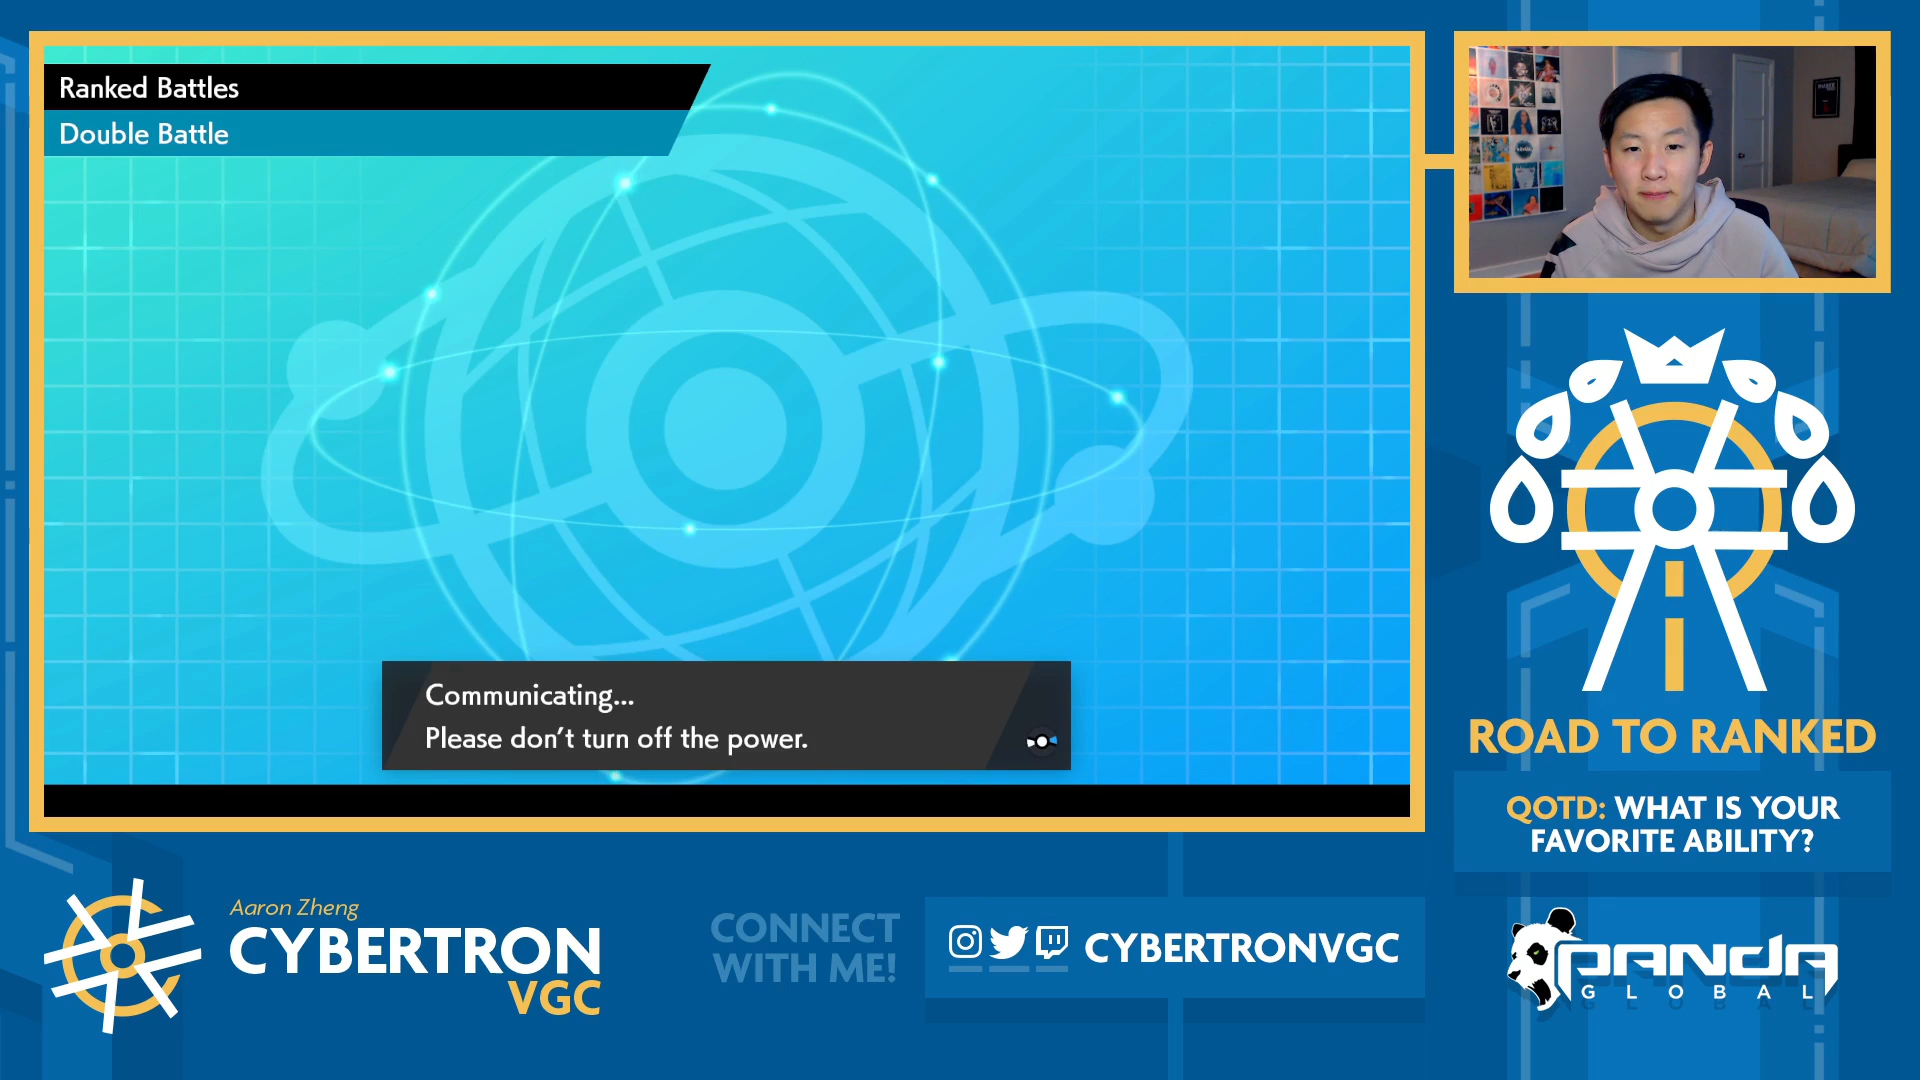 Ranked Battles
Double Battle
Communicating...
Please don't turn off the power.
ROAD TO RANKED
QOTD: WHAT IS YOUR
FAVORITE ABILITY?
Aaron Zheng
CYBERTRON
VGC
CONNECT
WITH ME!
CYBERTRONVGC
PANDA
GLOBAL